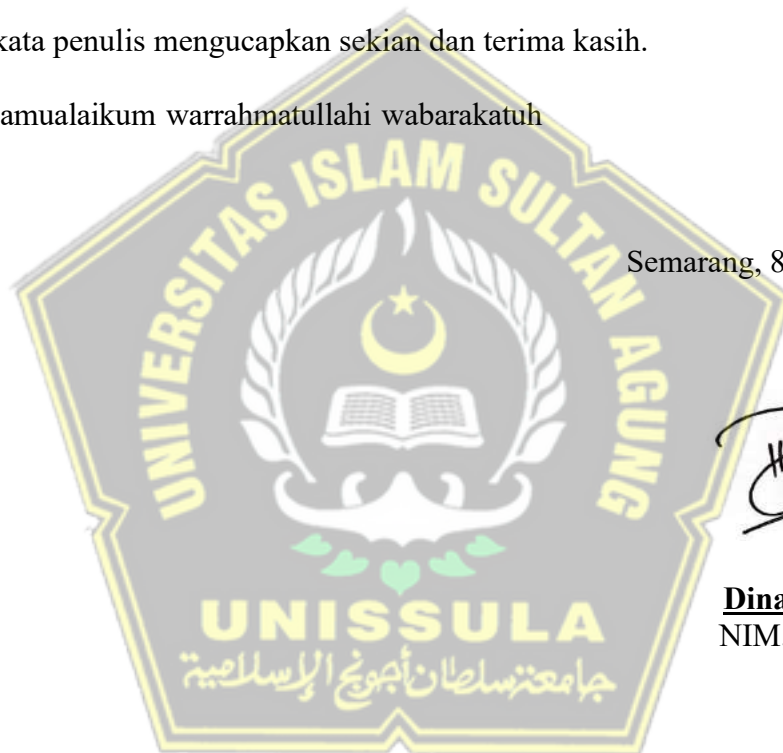 kata penulis mengucapkan sekian dan terima kasih.
amualaikum warrahmatullahi wabarakatuh
UNIVERSITAS ISLAM SULTAN AGUNG
Semarang, 8
Dina
NIM.
UNISSULA
جامعة سلطان أجونج الإسلامية